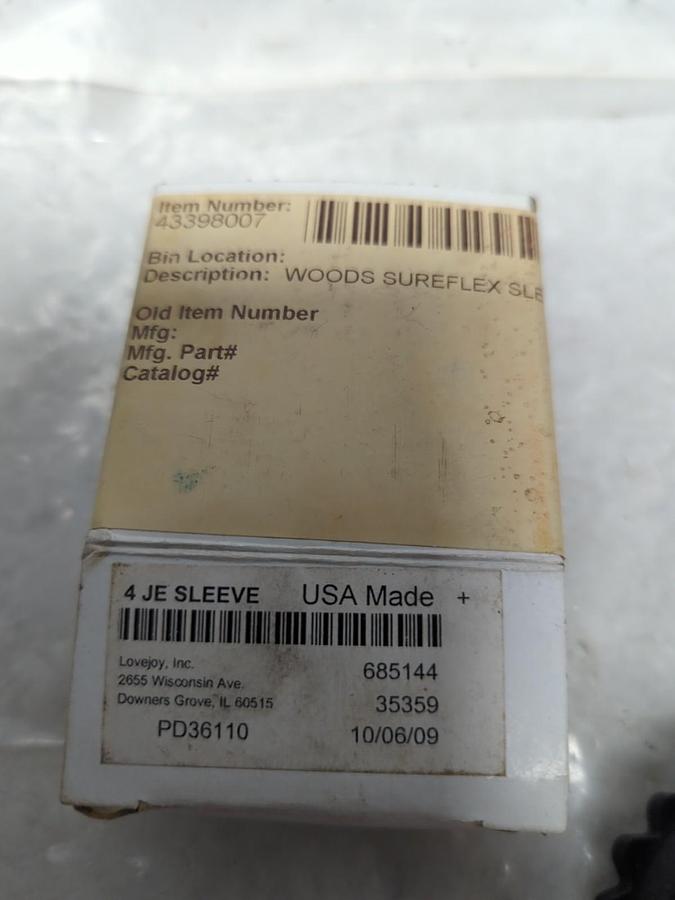 Item Number:
43398007
Bin Location:
Description: WOODS SUREFLEX SLE
Old Item Number
Mfg:
Mfg. Part#
Catalog#
4 JE SLEEVE USA Made +
Lovejoy, Inc. 685144
2655 Wisconsin Ave.
Downers Grove, IL 60515 35359
PD36110 10/06/09